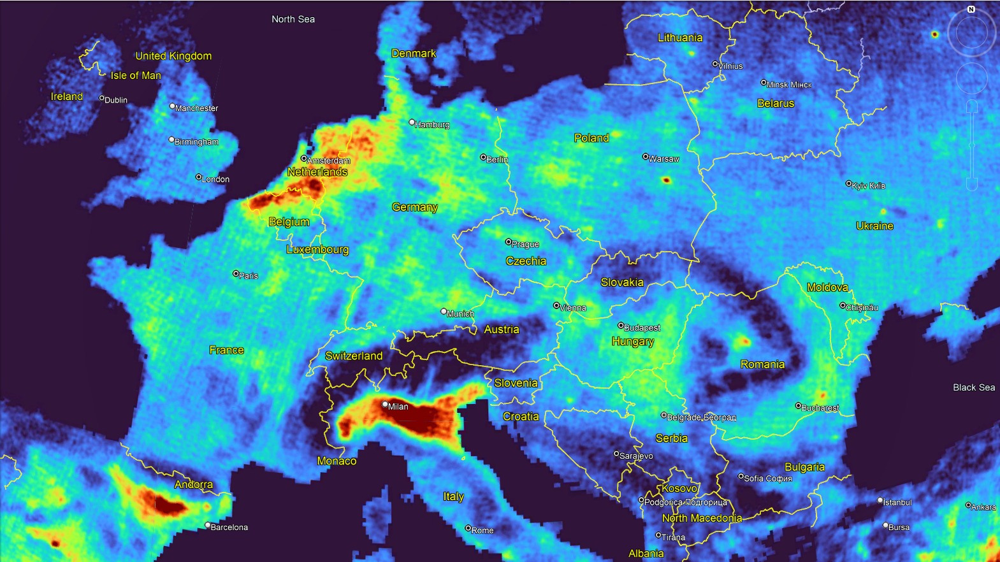 N
North Sea
Lithuania
Denmark
United Kingdom
Vilnius
Isle of Man
Minsk Мінск
Ireland
Dublin
Belarus
Manchester
Hamburg
Poland
Birmingham
Amsterdam
Berlin
Warsaw
Netherlands
London
Kyiv Київ
Germany
Belgium
Ukraine
Prague
Luxembourg
Czechia
Paris
Slovakia
Moldova
Vienna
Chişinău
Munich
Austria
Budapest
Hungary
France
Switzerland
Romania
Slovenia
Black Sea
Milan
Bucharest
Croatia
Belgrade Београд
Serbia
Monaco
Sarajevo
Bulgaria
Sofia София
Andorra
Kosovo
Italy
Podgorica Подгорица
İstanbul
Ankara
North Macedonia
Barcelona
Bursa
Rome
Tirana
Albania